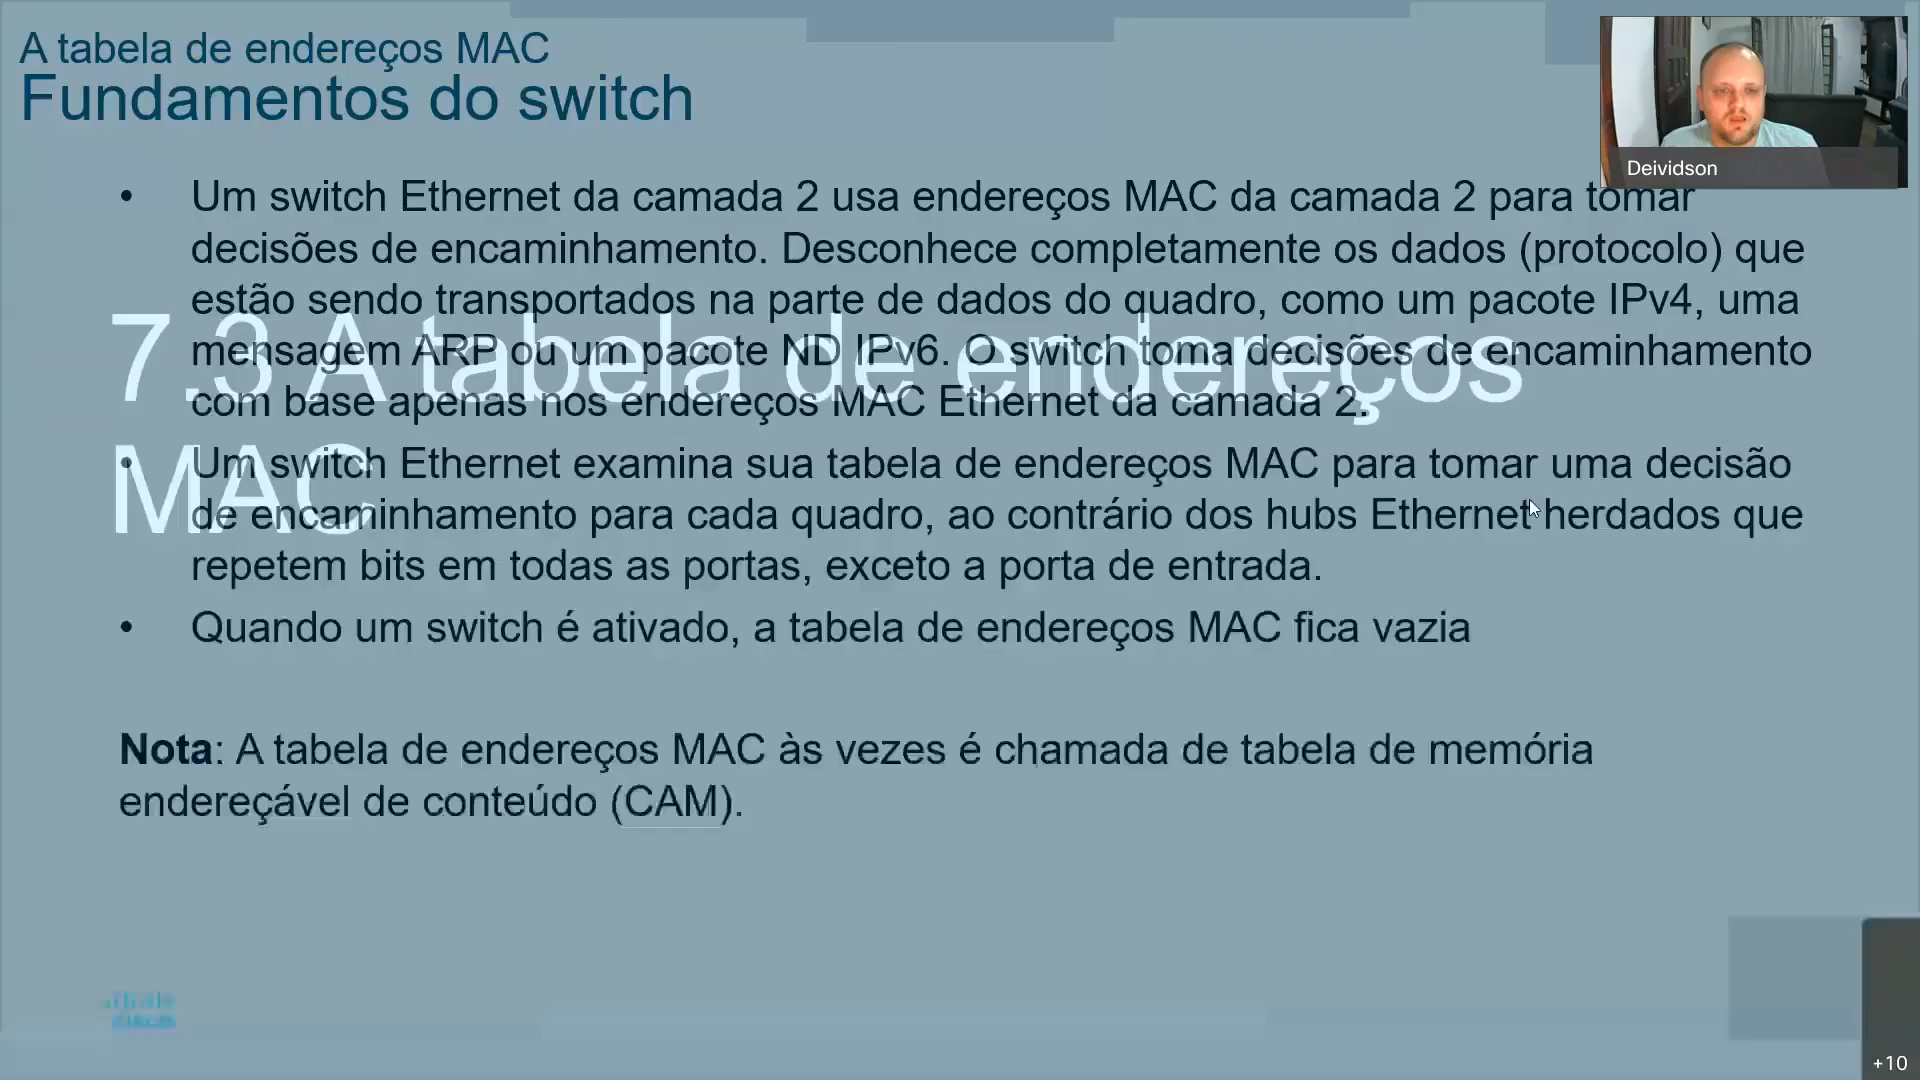 A tabela de endereços MAC
Fundamentos do switch
Deividson
• Um switch Ethernet da camada 2 usa endereços MAC da camada 2 para tomar
decisões de encaminhamento. Desconhece completamente os dados (protocolo) que
estão sendo transportados na parte de dados do quadro, como um pacote IPv4, uma
mensagem ARP ou um pacote ND IPv6. O switch toma decisões de encaminhamento
com base apenas nos endereços MAC Ethernet da camada 2.
• Um switch Ethernet examina sua tabela de endereços MAC para tomar uma decisão
de encaminhamento para cada quadro, ao contrário dos hubs Ethernet herdados que
repetem bits em todas as portas, exceto a porta de entrada.
• Quando um switch é ativado, a tabela de endereços MAC fica vazia
7.3 A tabela de endereços
MAC
Nota: A tabela de endereços MAC às vezes é chamada de tabela de memória
endereçável de conteúdo (CAM).
+10